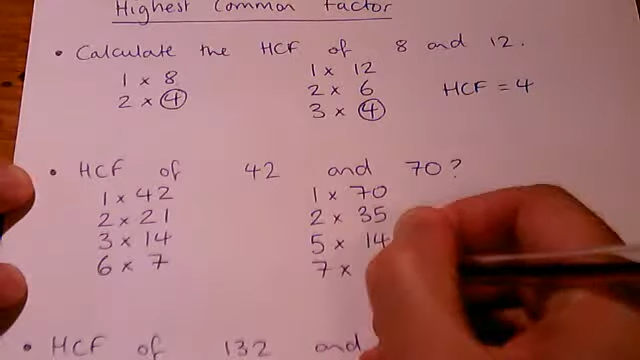 Highest Common Factor
• Calculate the HCF of 8 and 12.
1 × 8
2 × 4
1 × 12
2 × 6
3 × 4
HCF = 4
• HCF of 42 and 70?
1 × 42
2 × 21
3 × 14
6 × 7
1 × 70
2 × 35
5 × 14
7 ×
• HCF of 132 and